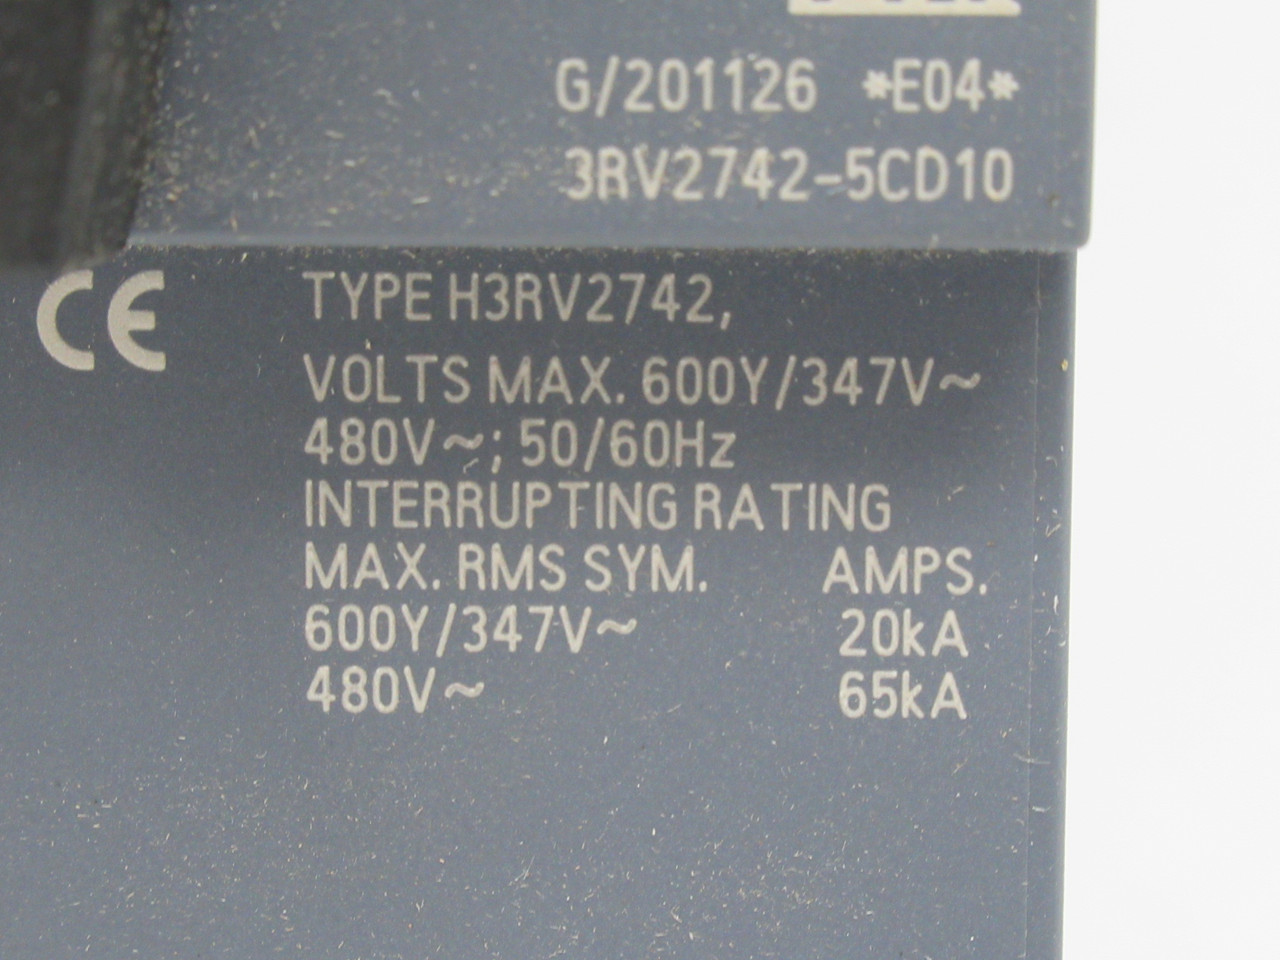 G/201126 *E04*
3RV2742-5CD10
CE TYPE H3RV2742,
VOLTS MAX. 600Y/347V~
480V~; 50/60Hz
INTERRUPTING RATING
MAX. RMS SYM. AMPS.
600Y/347V~ 20kA
480V~ 65kA